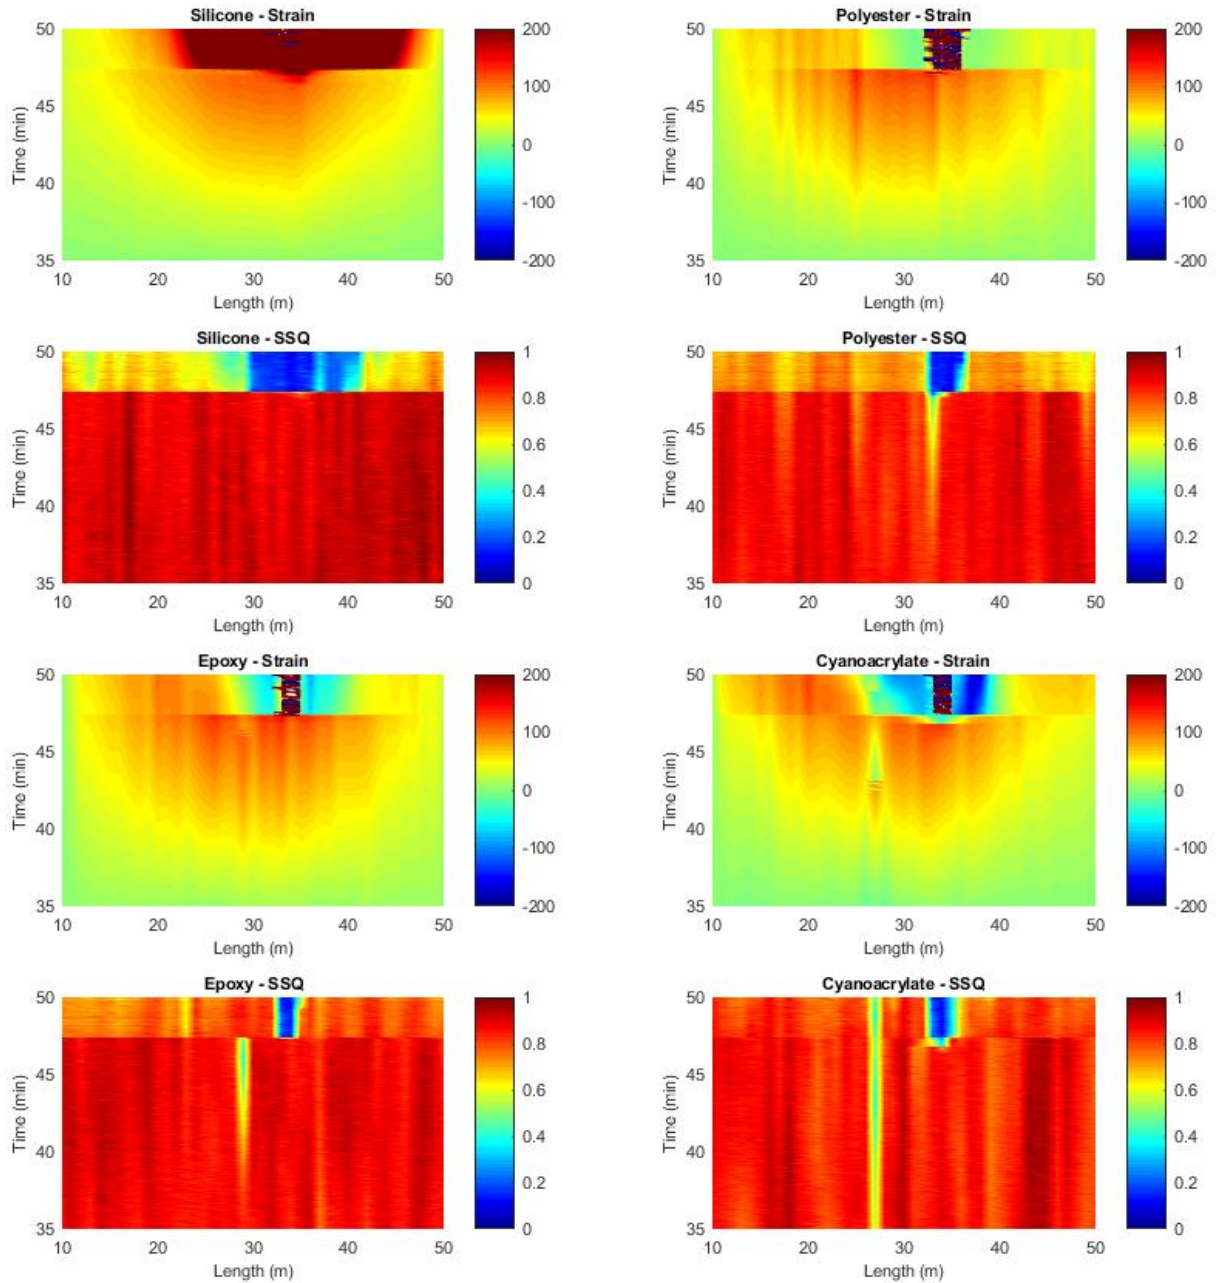 Silicone - Strain
50
45
40
35
Time (min)
10 20 30 40 50
Length (m)
200
100
0
-100
-200
Polyester - Strain
50
45
40
35
Time (min)
10 20 30 40 50
Length (m)
200
100
0
-100
-200
Silicone - SSQ
50
45
40
35
Time (min)
10 20 30 40 50
Length (m)
1
0.8
0.6
0.4
0.2
0
Polyester - SSQ
50
45
40
35
Time (min)
10 20 30 40 50
Length (m)
1
0.8
0.6
0.4
0.2
0
Epoxy - Strain
50
45
40
35
Time (min)
10 20 30 40 50
Length (m)
200
100
0
-100
-200
Cyanoacrylate - Strain
50
45
40
35
Time (min)
10 20 30 40 50
Length (m)
200
100
0
-100
-200
Epoxy - SSQ
50
45
40
35
Time (min)
10 20 30 40 50
Length (m)
1
0.8
0.6
0.4
0.2
0
Cyanoacrylate - SSQ
50
45
40
35
Time (min)
10 20 30 40 50
Length (m)
1
0.8
0.6
0.4
0.2
0